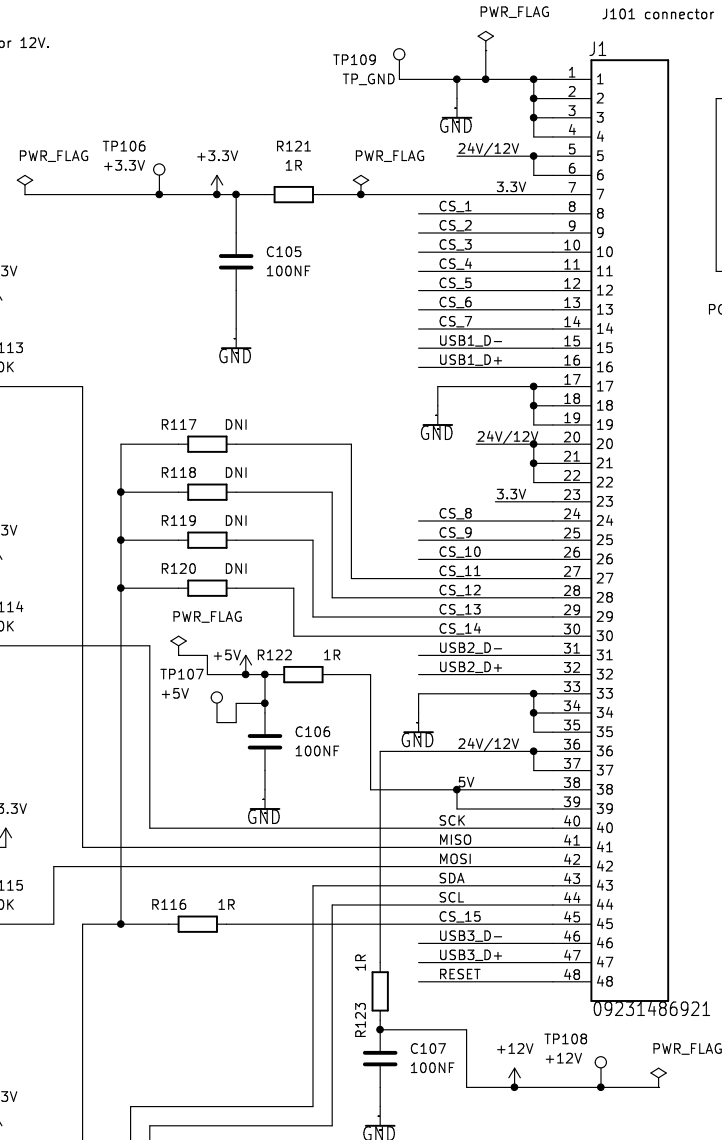 PWR_FLAG
J101 connector
or 12V.
J1
TP109
TP_GND
1 1
2 2
3 3
GND
4 4
24V/12V 5 5
6 6
PWR_FLAG
TP106
+3.3V
+3.3V
R121
1R
PWR_FLAG
3.3V 7 7
CS_1 8 8
CS_2 9 9
CS_3 10 10
C105
100NF
CS_4 11 11
CS_5 12 12
CS_6 13 13
CS_7 14 14
USB1_D- 15 15
USB1_D+ 16 16
GND
3V
PO
113
0K
17 17
18 18
19 19
GND
R117 DNI
24V/12V 20 20
21 21
R118 DNI
22 22
3.3V 23 23
CS_8 24 24
R119 DNI
CS_9 25 25
3V
CS_10 26 26
R120 DNI
CS_11 27 27
CS_12 28 28
114
0K
CS_13 29 29
CS_14 30 30
PWR_FLAG
USB2_D- 31 31
+5V R122 1R
TP107
+5V
USB2_D+ 32 32
33 33
34 34
35 35
C106
100NF
GND
24V/12V 36 36
37 37
5V 38 38
39 39
GND
3.3V
SCK 40 40
MISO 41 41
MOSI 42 42
115
0K
SDA 43 43
SCL 44 44
R116 1R
CS_15 45 45
USB3_D- 46 46
USB3_D+ 47 47
RESET 48 48
1R
R123
09231486921
C107
100NF
+12V
TP108
+12V
PWR_FLAG
3V
GND